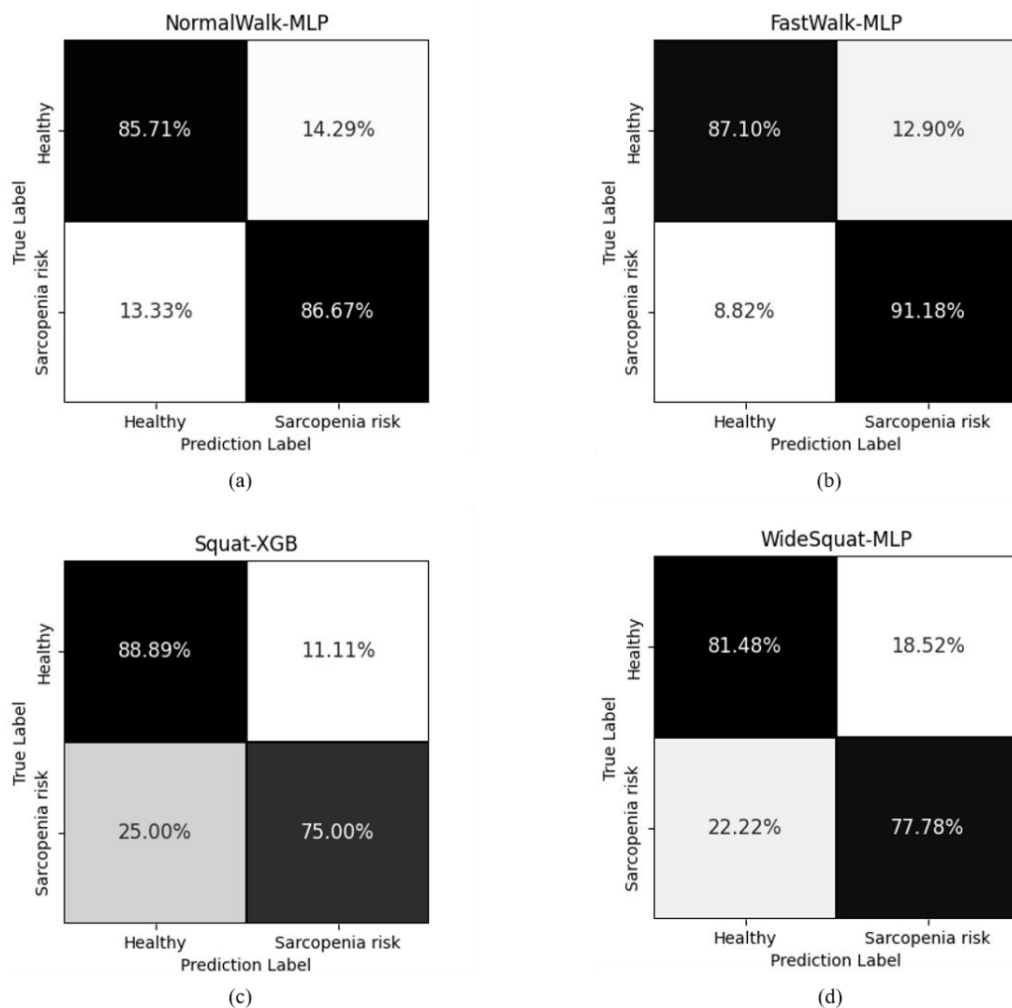 NormalWalk-MLP
Healthy
85.71%
14.29%
True Label
Sarcopenia risk
13.33%
86.67%
Healthy
Sarcopenia risk
Prediction Label
(a)
FastWalk-MLP
Healthy
87.10%
12.90%
True Label
Sarcopenia risk
8.82%
91.18%
Healthy
Sarcopenia risk
Prediction Label
(b)
Squat-XGB
Healthy
88.89%
11.11%
True Label
Sarcopenia risk
25.00%
75.00%
Healthy
Sarcopenia risk
Prediction Label
(c)
WideSquat-MLP
Healthy
81.48%
18.52%
True Label
Sarcopenia risk
22.22%
77.78%
Healthy
Sarcopenia risk
Prediction Label
(d)